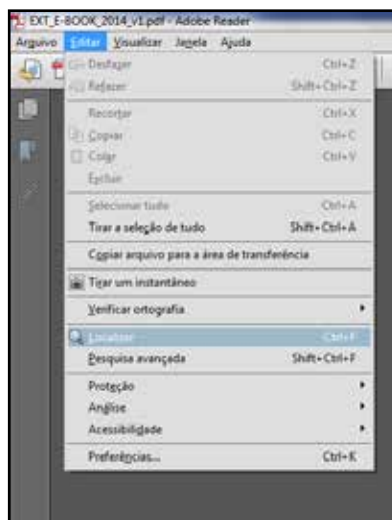 EXT_E-BOOK_2014_v1.pdf - Adobe Reader
Arquivo Editar Visualizar Janela Ajuda
Desfazer Ctrl+Z
Refazer Shift+Ctrl+Z
Recortar Ctrl+X
Copiar Ctrl+C
Colar Ctrl+V
Excluir
Selecionar tudo Ctrl+A
Tirar a seleção de tudo Shift+Ctrl+A
Copiar arquivo para a área de transferência
Tirar um instantâneo
Verificar ortografia
Localizar Ctrl+F
Pesquisa avançada Shift+Ctrl+F
Proteção
Análise
Acessibilidade
Preferências... Ctrl+K